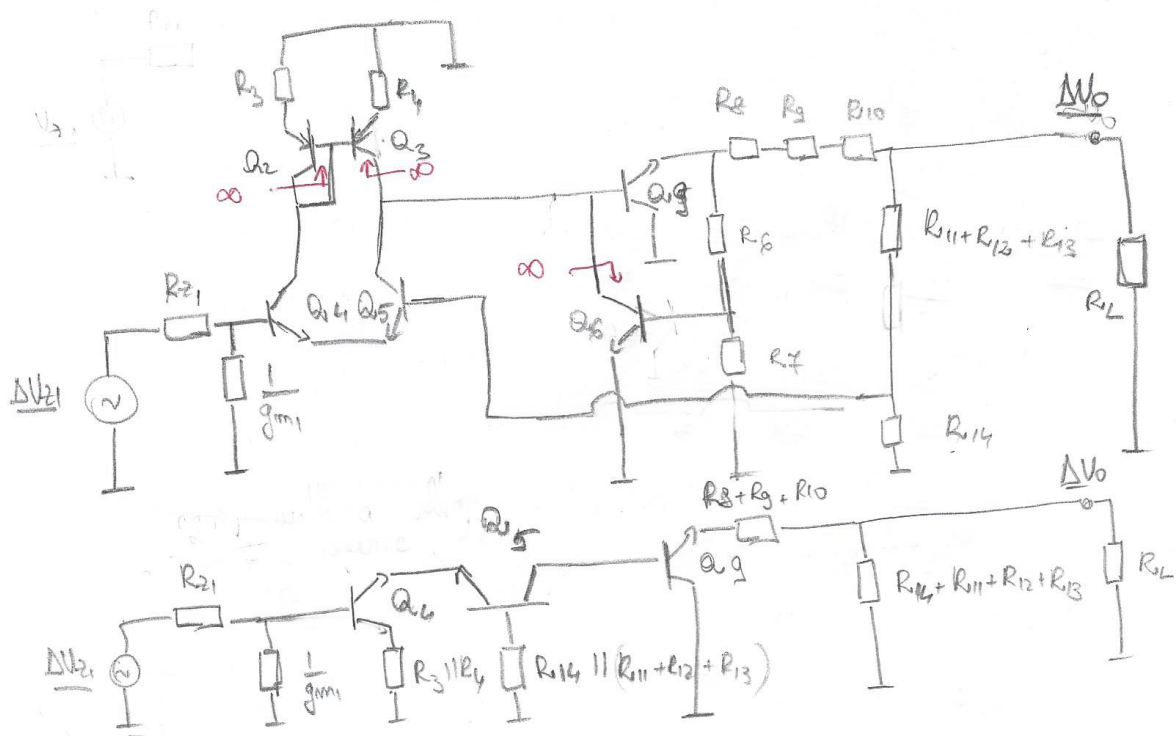 R3
R4
Q2
Q3
∞
∞
R8
R9
R10
ΔV0
Q9
R6
R11+R12+R13
RL
Rz1
Q4
Q5
∞
Q6
R7
ΔVz1
~
1
gm1
R14
ΔV0
R8+R9+R10
Q5
Q9
RL
Rz1
Q4
R14+R11+R12+R13
ΔVz1
~
1
gm1
R3||R4
R14||(R11+R12+R13)